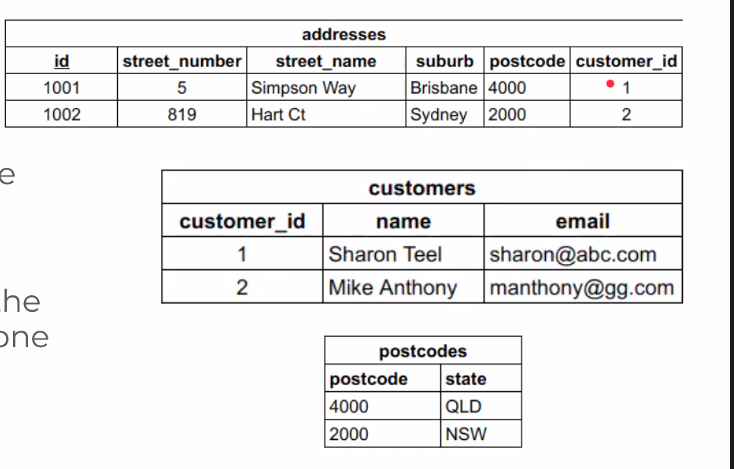 addresses
id street_number street_name suburb postcode customer_id
1001 5 Simpson Way Brisbane 4000 1
1002 819 Hart Ct Sydney 2000 2
e
customers
customer_id name email
1 Sharon Teel sharon@abc.com
2 Mike Anthony manthony@gg.com
he
one
postcodes
postcode state
4000 QLD
2000 NSW